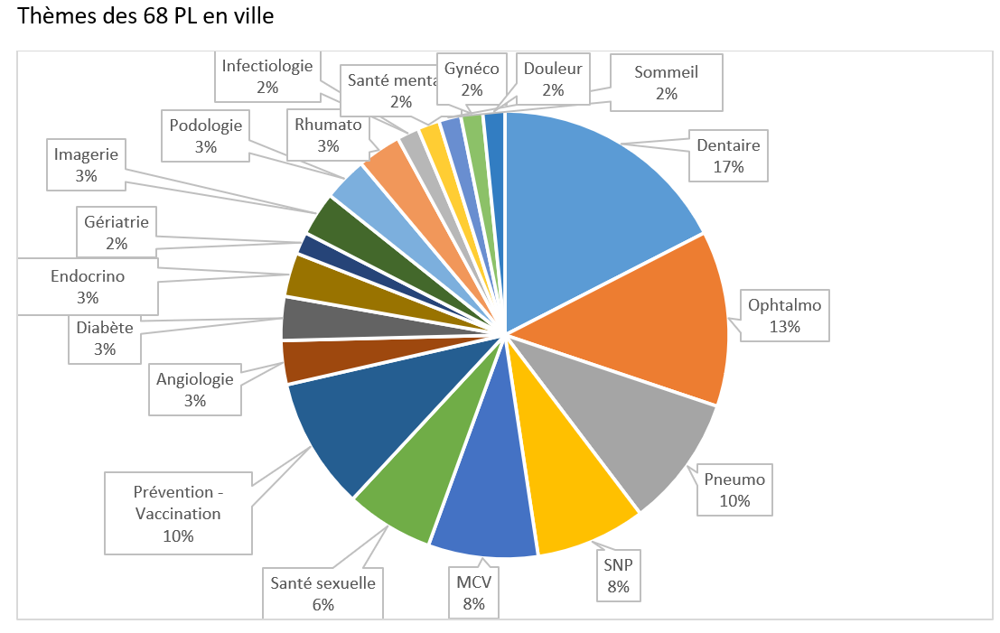 Thèmes des 68 PL en ville
Infectiologie
2%
Santé menta
2%
Gynéco
2%
Douleur
2%
Sommeil
2%
Podologie
3%
Rhumato
3%
Dentaire
17%
Imagerie
3%
Gériatrie
2%
Endocrino
3%
Ophtalmo
13%
Diabète
3%
Angiologie
3%
Pneumo
10%
Prévention -
Vaccination
10%
SNP
8%
MCV
8%
Santé sexuelle
6%